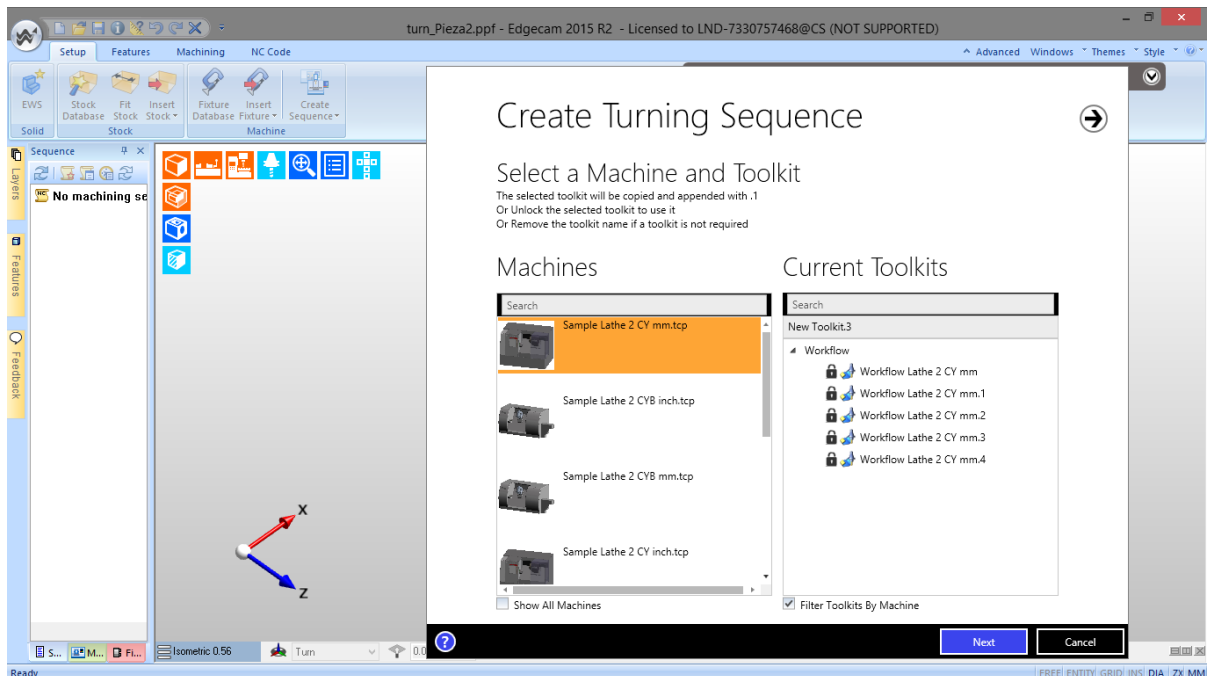 turn_Pieza2.ppf - Edgecam 2015 R2 - Licensed to LND-7330757468@CS (NOT SUPPORTED)
Setup Features Machining NC Code
Advanced Windows Themes Style
EWS
Stock Database
Fit Stock
Insert Stock
Fixture Database
Insert Fixture
Create Sequence
Solid Stock Machine
Layers
Features
Feedback
Sequence
No machining se
X
Z
Create Turning Sequence
Select a Machine and Toolkit
The selected toolkit will be copied and appended with .1
Or Unlock the selected toolkit to use it
Or Remove the toolkit name if a toolkit is not required
Machines
Search
Sample Lathe 2 CY mm.tcp
Sample Lathe 2 CYB inch.tcp
Sample Lathe 2 CYB mm.tcp
Sample Lathe 2 CY inch.tcp
Show All Machines
Current Toolkits
Search
New Toolkit.3
Workflow
Workflow Lathe 2 CY mm
Workflow Lathe 2 CY mm.1
Workflow Lathe 2 CY mm.2
Workflow Lathe 2 CY mm.3
Workflow Lathe 2 CY mm.4
Filter Toolkits By Machine
Next Cancel
S... M... Fi... Isometric 0.56 Turn 0.0
Ready
FREE ENTITY GRID INS DIA ZX MM